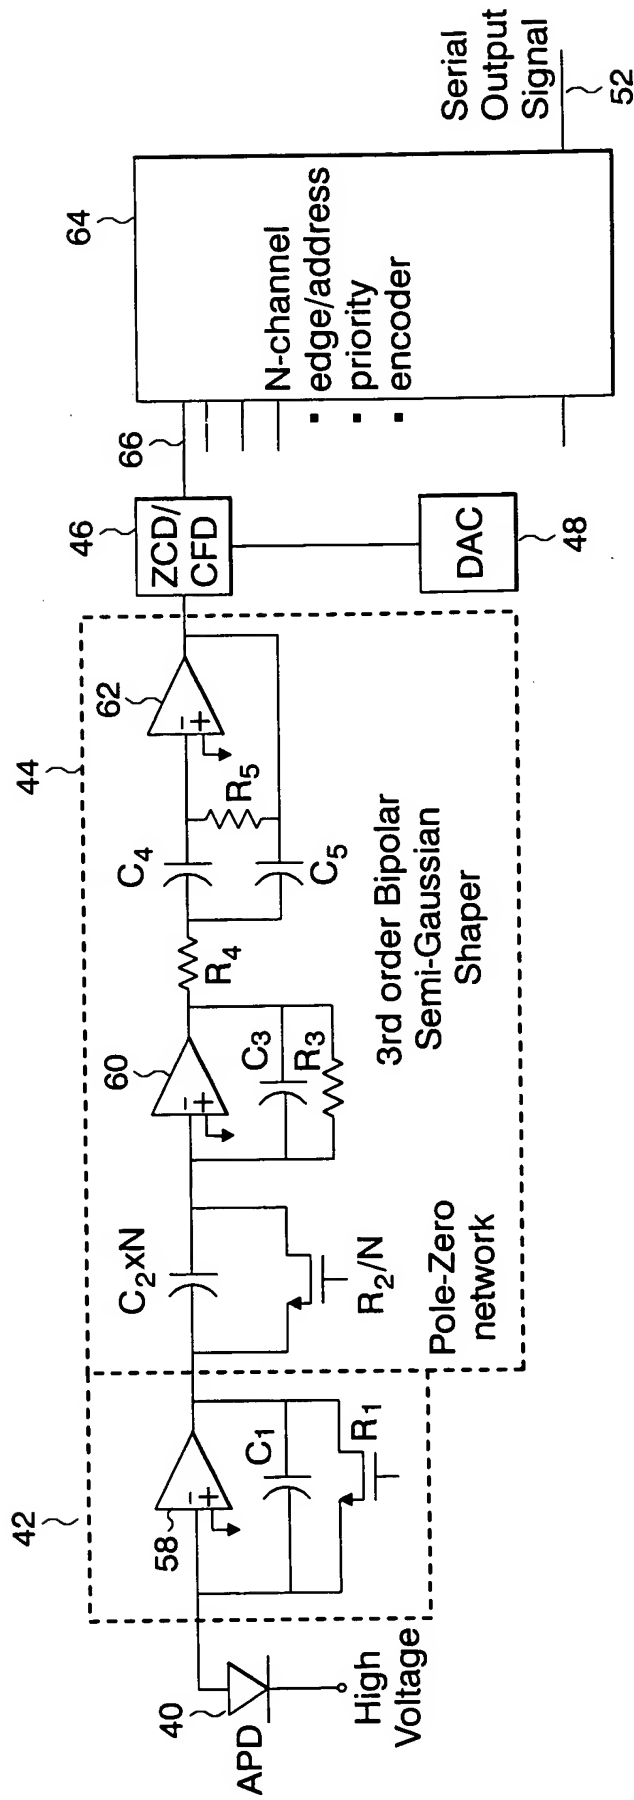 40
APD
High
Voltage
42
58
C1
R1
44
C2xN
R2/N
Pole-Zero
network
60
C3
R3
R4
C4
C5
R5
62
3rd order Bipolar
Semi-Gaussian
Shaper
46
ZCD/
CFD
DAC
48
66
64
N-channel
edge/address
priority
encoder
Serial
Output
Signal
52